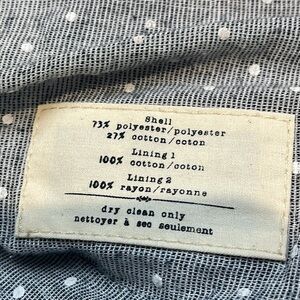 Shell
73% polyester/polyester
27% cotton/coton
Lining 1
100% cotton/coton
Lining 2
100% rayon/rayonne
dry clean only
nettoyer à sec seulement